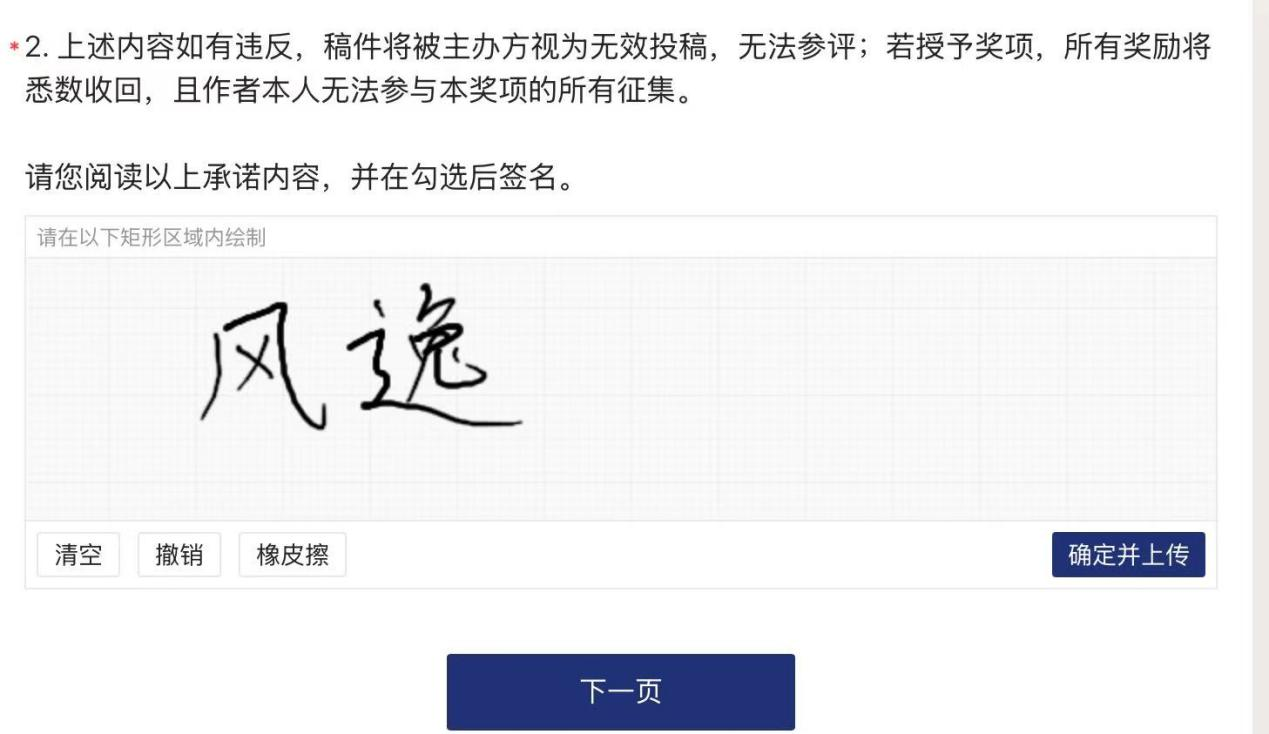 *2. 上述内容如有违反，稿件将被主办方视为无效投稿，无法参评；若授予奖项，所有奖励将
悉数收回，且作者本人无法参与本奖项的所有征集。
请您阅读以上承诺内容，并在勾选后签名。
请在以下矩形区域内绘制
风逸
清空 撤销 橡皮擦 确定并上传
下一页